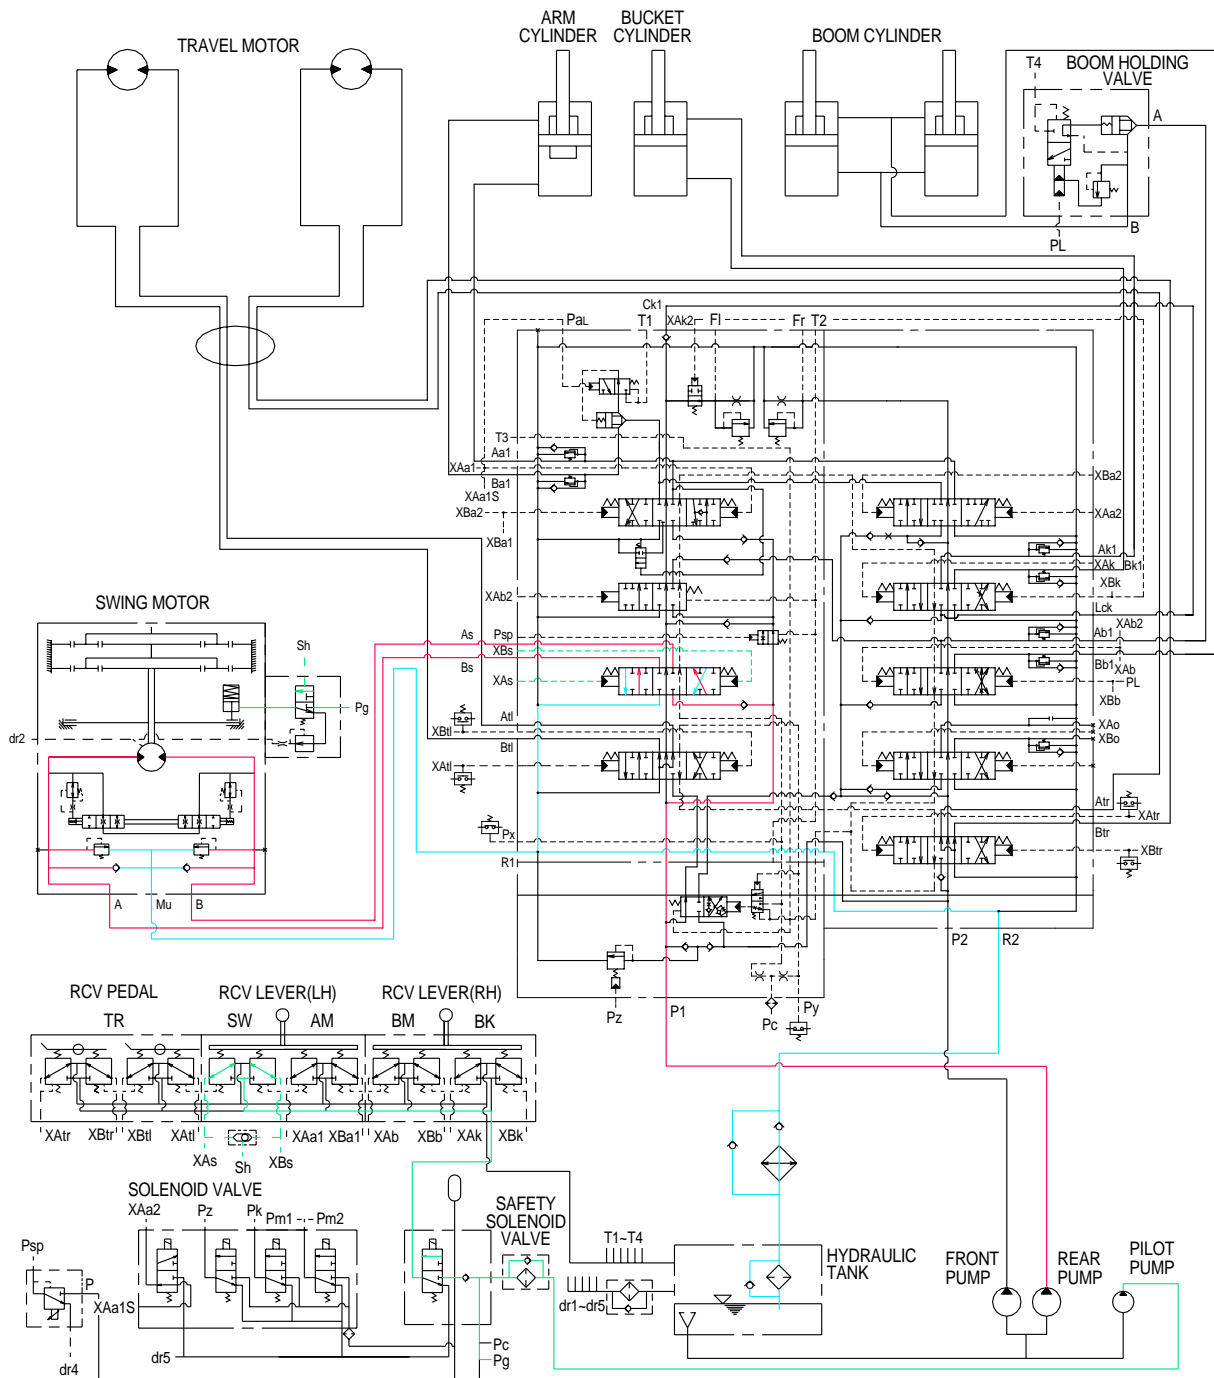 ARM CYLINDER
BUCKET CYLINDER
BOOM CYLINDER
TRAVEL MOTOR
T4
BOOM HOLDING VALVE
A
B
PL
Ck1
PaL
T1
XAk2
Fl
Fr
T2
T3
Aa1
XAa1
Ba1
XAa1S
XBa2
XBa1
XBa2
XAa2
Ak1
XAk
Bk1
XBk
XAb2
Lck
SWING MOTOR
Sh
Pg
dr2
As
Psp
XBs
Bs
XAs
Ab1
XAb2
Bb1
XAb
PL
XBb
Atl
XBtl
Btl
XAtl
XAo
XBo
Atr
XAtr
Btr
XBtr
Px
R1
A
Mu
B
P2
R2
Pz
P1
Pc
Py
RCV PEDAL
RCV LEVER(LH)
RCV LEVER(RH)
TR
SW
AM
BM
BK
XAtr
XBtr
XBtl
XAtl
XAa1
XBa1
XAb
XBb
XAk
XBk
XAs
Sh
XBs
SOLENOID VALVE
SAFETY SOLENOID VALVE
XAa2
Pz
Pk
Pm1
Pm2
Psp
P
XAa1S
dr4
dr5
Pc
Pg
T1~T4
dr1~dr5
HYDRAULIC TANK
FRONT PUMP
REAR PUMP
PILOT PUMP